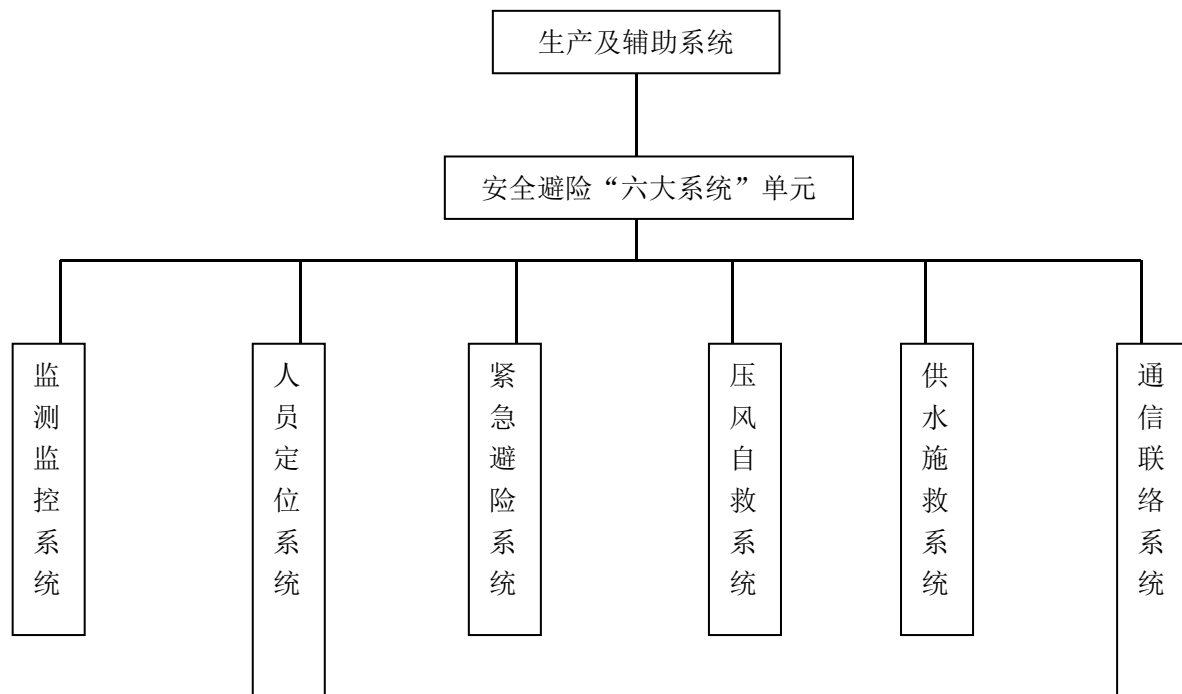 生产及辅助系统
安全避险“六大系统”单元
监测监控系统
人员定位系统
紧急避险系统
压风自救系统
供水施救系统
通信联络系统